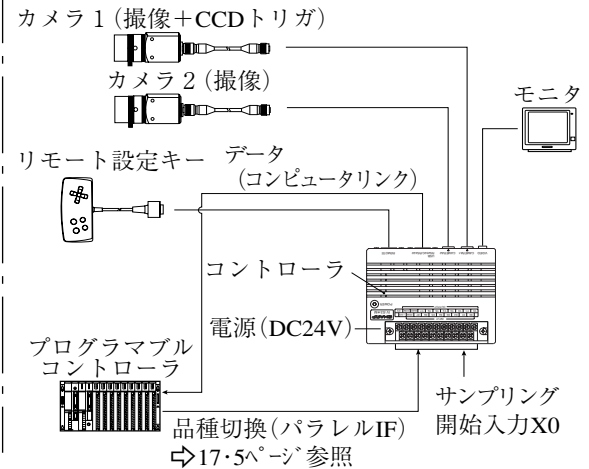 カメラ1(撮像+CCDトリガ)
カメラ2(撮像)
モニタ
リモート設定キー
データ
(コンピュータリンク)
コントローラ
電源(DC24V)
プログラマブル
コントローラ
サンプリング
開始入力X0
品種切換(パラレルIF)
⇨17・5ページ参照